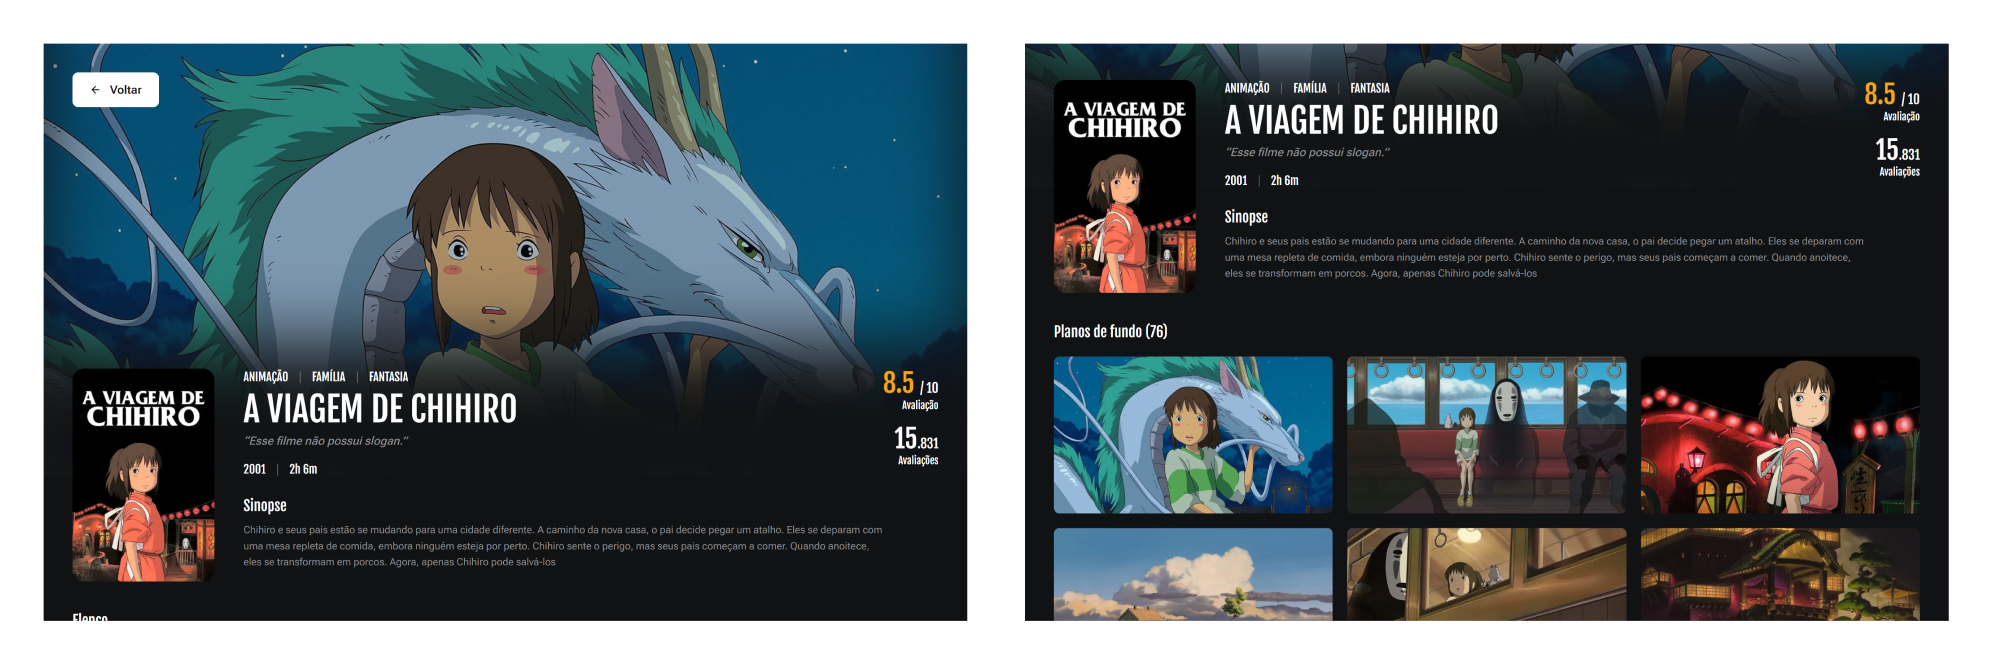 Voltar
A VIAGEM DE
CHIHIRO
ANIMAÇÃO | FAMÍLIA | FANTASIA
A VIAGEM DE CHIHIRO
“Esse filme não possui slogan.”
2001 | 2h 6m
8.5 / 10
Avaliação
15.831
Avaliações
Sinopse
Chihiro e seus pais estão se mudando para uma cidade diferente. A caminho da nova casa, o pai decide pegar um atalho. Eles se deparam com
uma mesa repleta de comida, embora ninguém esteja por perto. Chihiro sente o perigo, mas seus pais começam a comer. Quando anoitece,
eles se transformam em porcos. Agora, apenas Chihiro pode salvá-los
Elenco
A VIAGEM DE
CHIHIRO
ANIMAÇÃO | FAMÍLIA | FANTASIA
A VIAGEM DE CHIHIRO
“Esse filme não possui slogan.”
2001 | 2h 6m
8.5 / 10
Avaliação
15.831
Avaliações
Sinopse
Chihiro e seus pais estão se mudando para uma cidade diferente. A caminho da nova casa, o pai decide pegar um atalho. Eles se deparam com
uma mesa repleta de comida, embora ninguém esteja por perto. Chihiro sente o perigo, mas seus pais começam a comer. Quando anoitece,
eles se transformam em porcos. Agora, apenas Chihiro pode salvá-los
Planos de fundo (76)